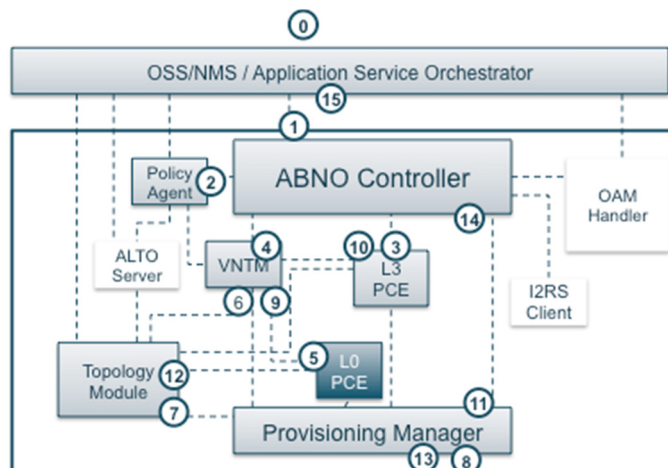 0
OSS/NMS / Application Service Orchestrator
15
1
Policy
Agent
2
ABNO Controller
OAM
Handler
14
ALTO
Server
4
VNTM
10
3
L3
PCE
I2RS
Client
6
9
5
L0
PCE
Topology
Module
12
7
11
Provisioning Manager
13
8